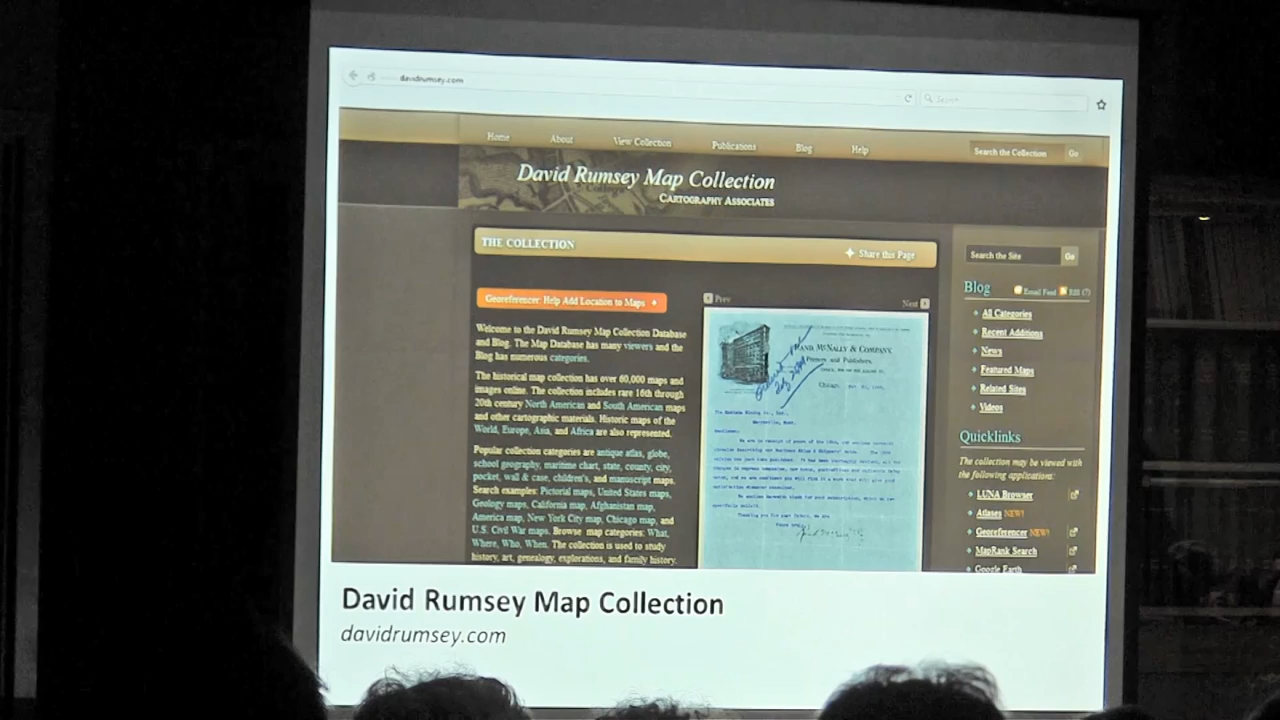 davidrumsey.com
Search
Home About View Collection Publications Blog Help
Search the Collection Go
David Rumsey Map Collection
CARTOGRAPHY ASSOCIATES
THE COLLECTION
Share this Page
Search the Site Go
Georeferencer: Help Add Location to Maps
Prev Next
Welcome to the David Rumsey Map Collection Database
and Blog. The Map Database has many viewers and the
Blog has numerous categories.
The historical map collection has over 60,000 maps and
images online. The collection includes rare 16th through
20th century North American and South American maps
and other cartographic materials. Historic maps of the
World, Europe, Asia, and Africa are also represented.
Popular collection categories are antique atlas, globe,
school geography, maritime chart, state, county, city,
pocket, wall & case, children's, and manuscript maps.
Search examples: Pictorial maps, United States maps,
Geology maps, California map, Afghanistan map,
America map, New York City map, Chicago map, and
U.S. Civil War maps. Browse map categories: What,
Where, Who, When. The collection is used to study
history, art, genealogy, explorations, and family history.
RAND, MCNALLY & COMPANY,
Printers and Publishers,
Chicago,
Gentlemen:
Blog
Email Feed RSS (?)
All Categories
Recent Additions
News
Featured Maps
Related Sites
Videos
Quicklinks
The collection may be viewed with
the following applications:
LUNA Browser
Atlases NEW!
Georeferencer NEW!
MapRank Search
Google Earth
David Rumsey Map Collection
davidrumsey.com